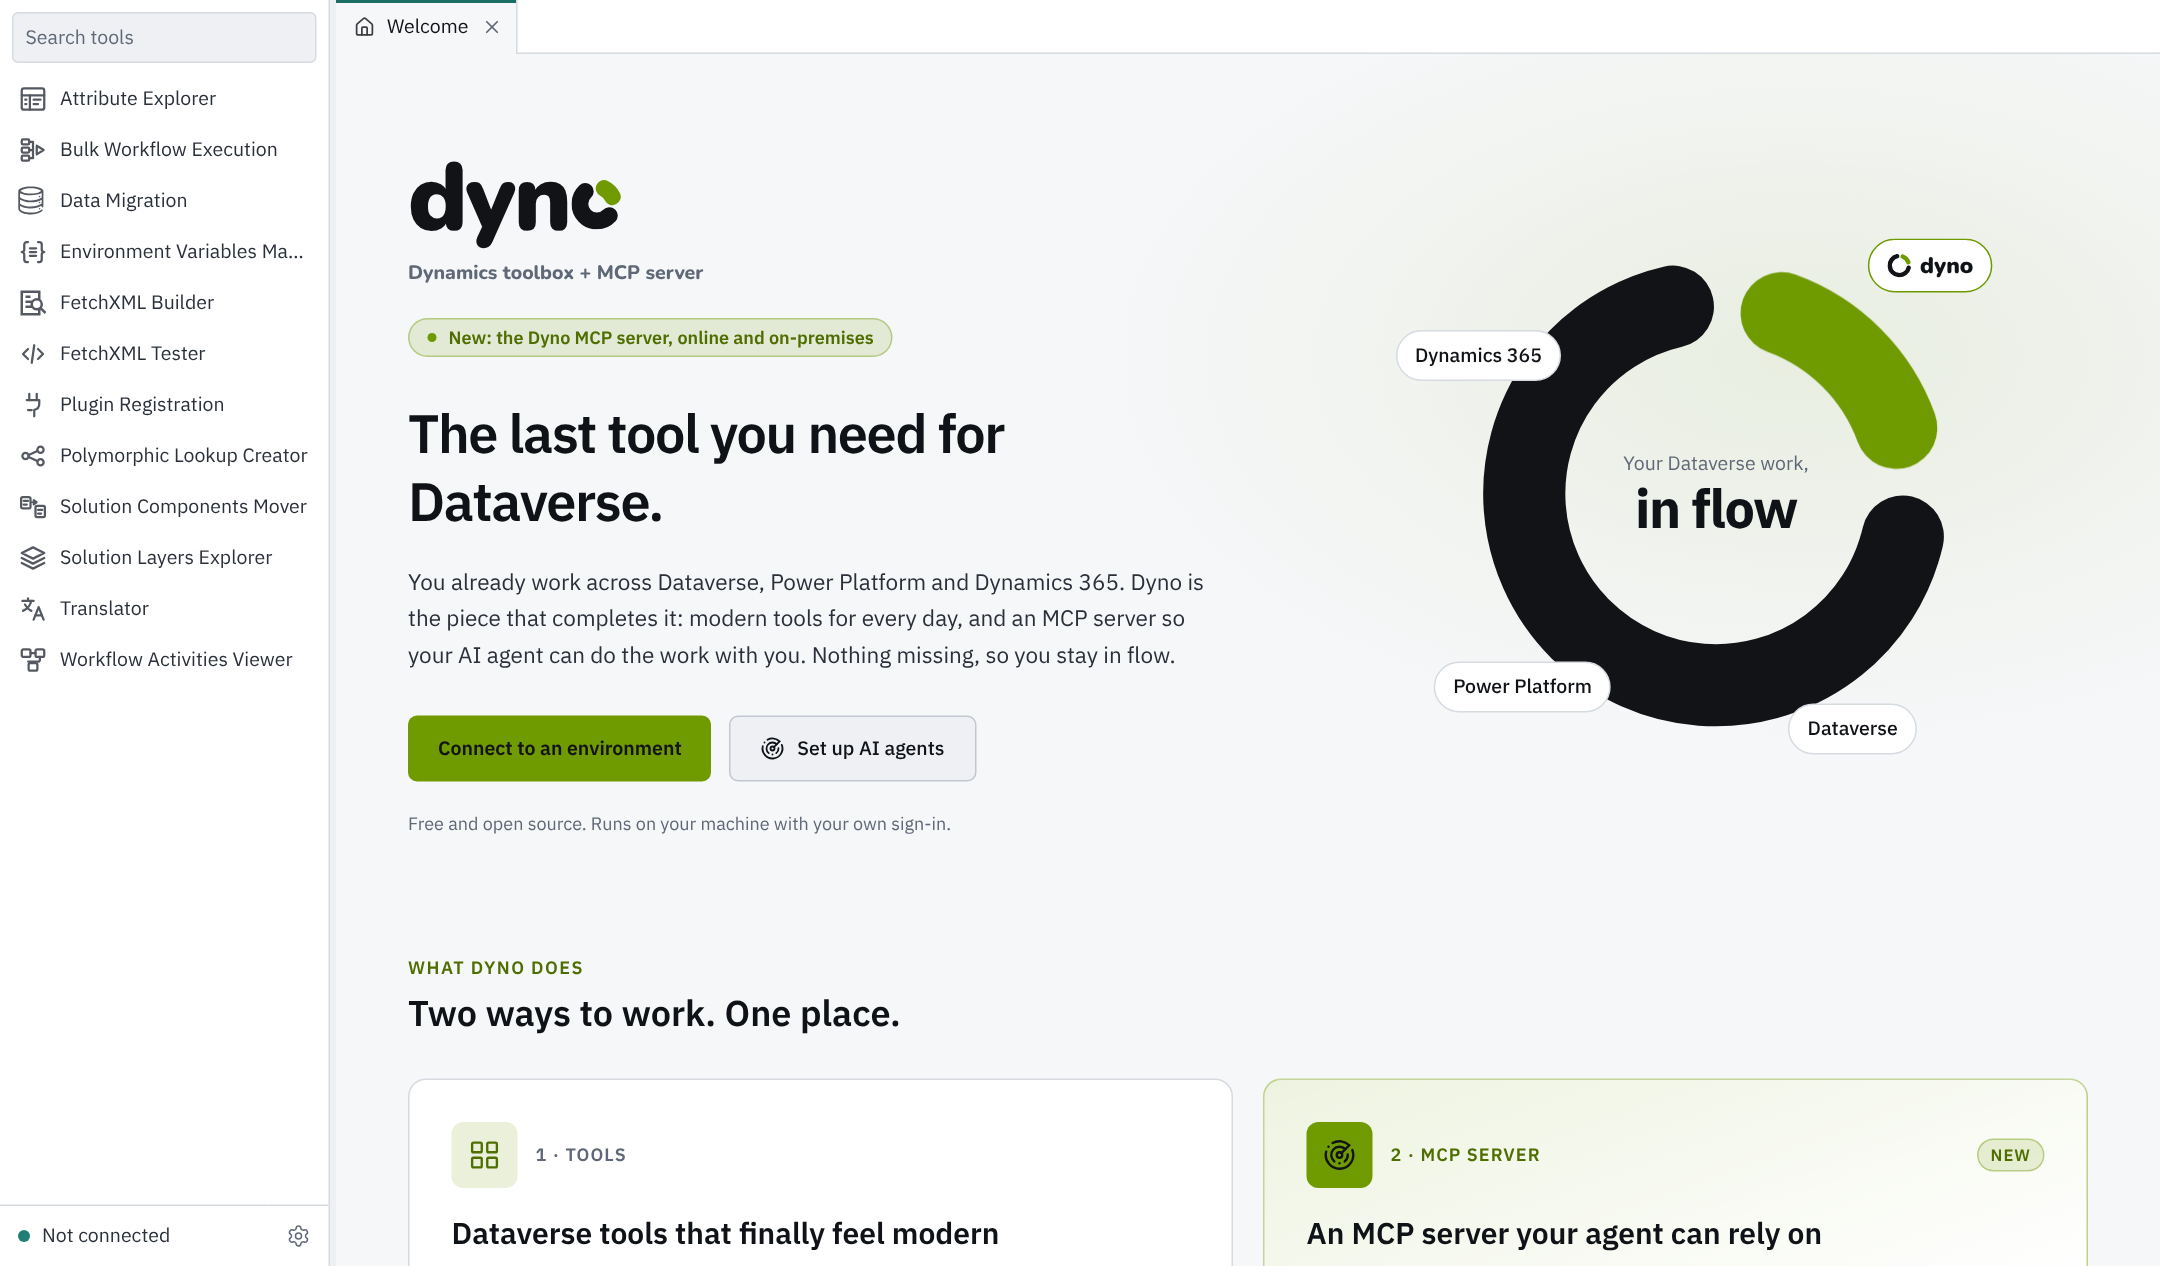 Search tools
Attribute Explorer
Bulk Workflow Execution
Data Migration
Environment Variables Ma...
FetchXML Builder
FetchXML Tester
Plugin Registration
Polymorphic Lookup Creator
Solution Components Mover
Solution Layers Explorer
Translator
Workflow Activities Viewer
Not connected
Welcome
dyno
Dynamics toolbox + MCP server
New: the Dyno MCP server, online and on-premises
The last tool you need for
Dataverse.
You already work across Dataverse, Power Platform and Dynamics 365. Dyno is
the piece that completes it: modern tools for every day, and an MCP server so
your AI agent can do the work with you. Nothing missing, so you stay in flow.
Connect to an environment
Set up AI agents
Free and open source. Runs on your machine with your own sign-in.
dyno
Dynamics 365
Your Dataverse work,
in flow
Power Platform
Dataverse
WHAT DYNO DOES
Two ways to work. One place.
1 · TOOLS
Dataverse tools that finally feel modern
2 · MCP SERVER
NEW
An MCP server your agent can rely on